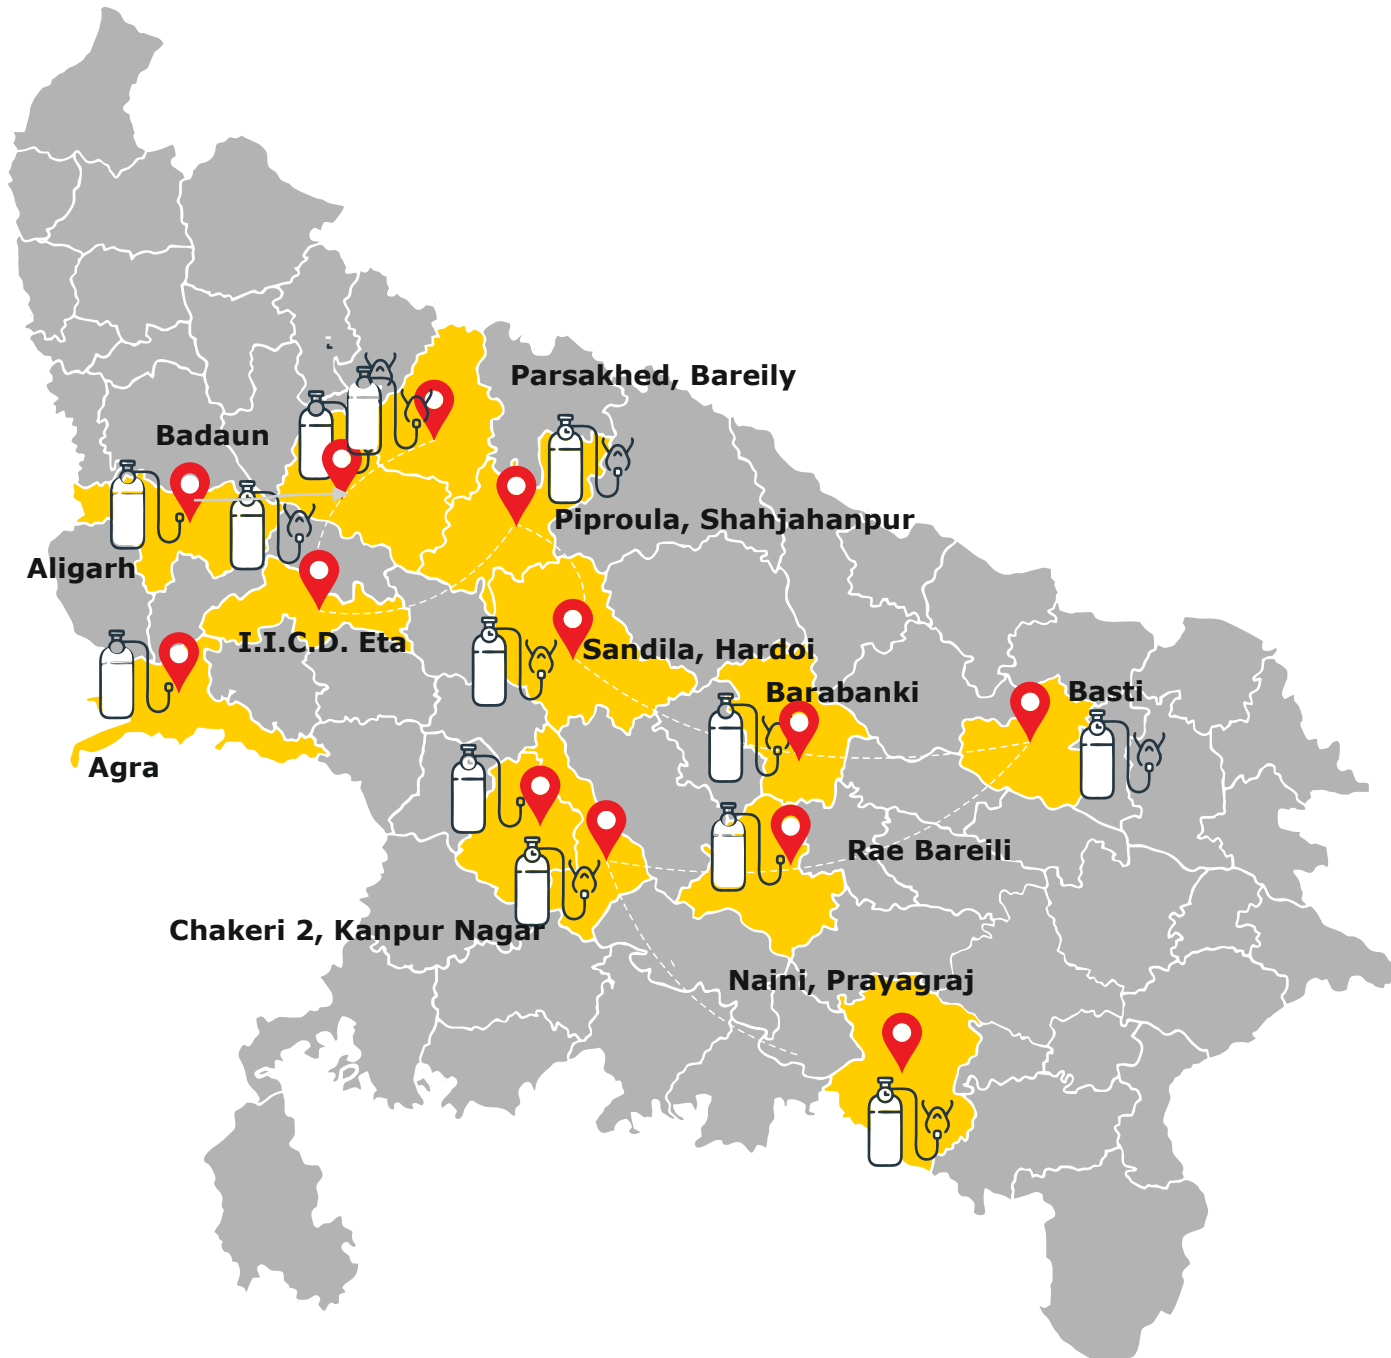 Parsakhed, Bareily
Badaun
Piproula, Shahjahanpur
Aligarh
I.I.C.D. Eta
Sandila, Hardoi
Barabanki
Basti
Agra
Rae Bareili
Chakeri 2, Kanpur Nagar
Naini, Prayagraj